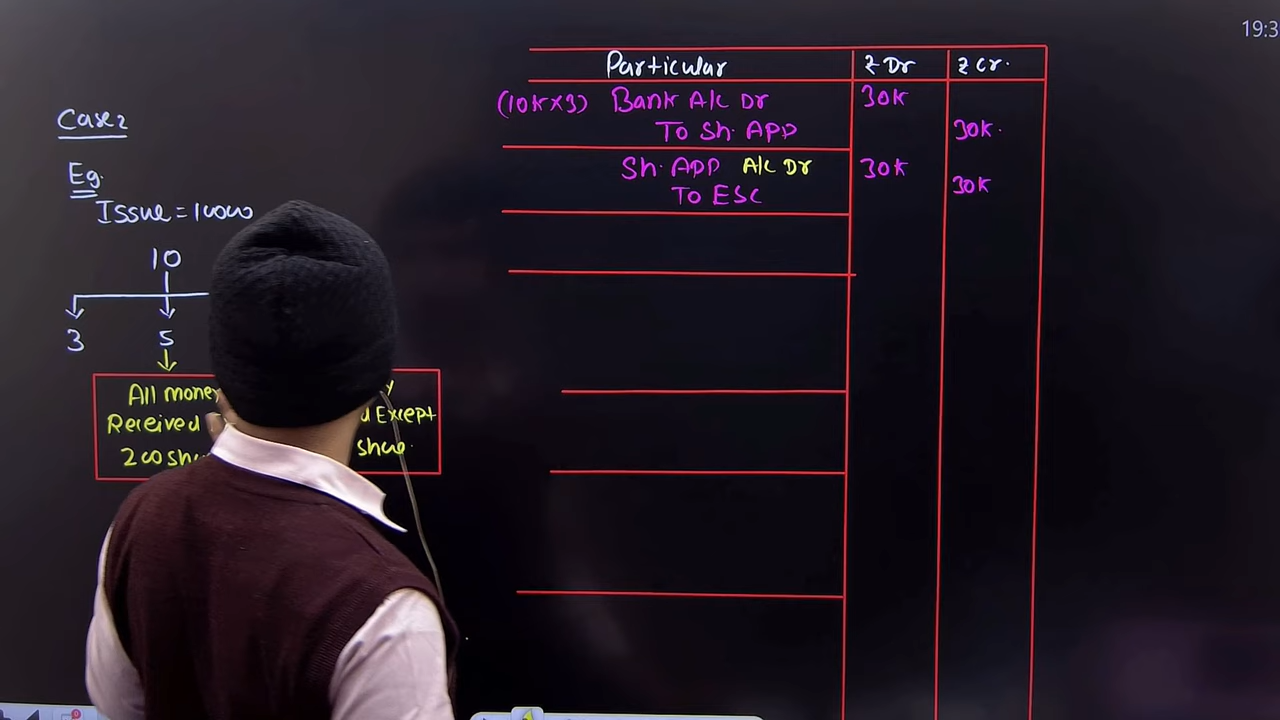 19:3
Case 2
Eg.
Issue = 10000
10
3 5
All money
Received
200 sh
Except
share.
Particular ₹ Dr ₹ Cr.
(10k×3) Bank A/c Dr 30k
To Sh. APP 30k.
Sh. APP A/c Dr 30k
To ESC 30k